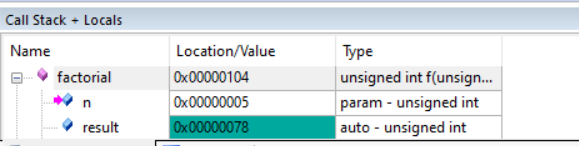 Call Stack + Locals
Name Location/Value Type
factorial 0x00000104 unsigned int f(unsign...
n 0x00000005 param - unsigned int
result 0x00000078 auto - unsigned int